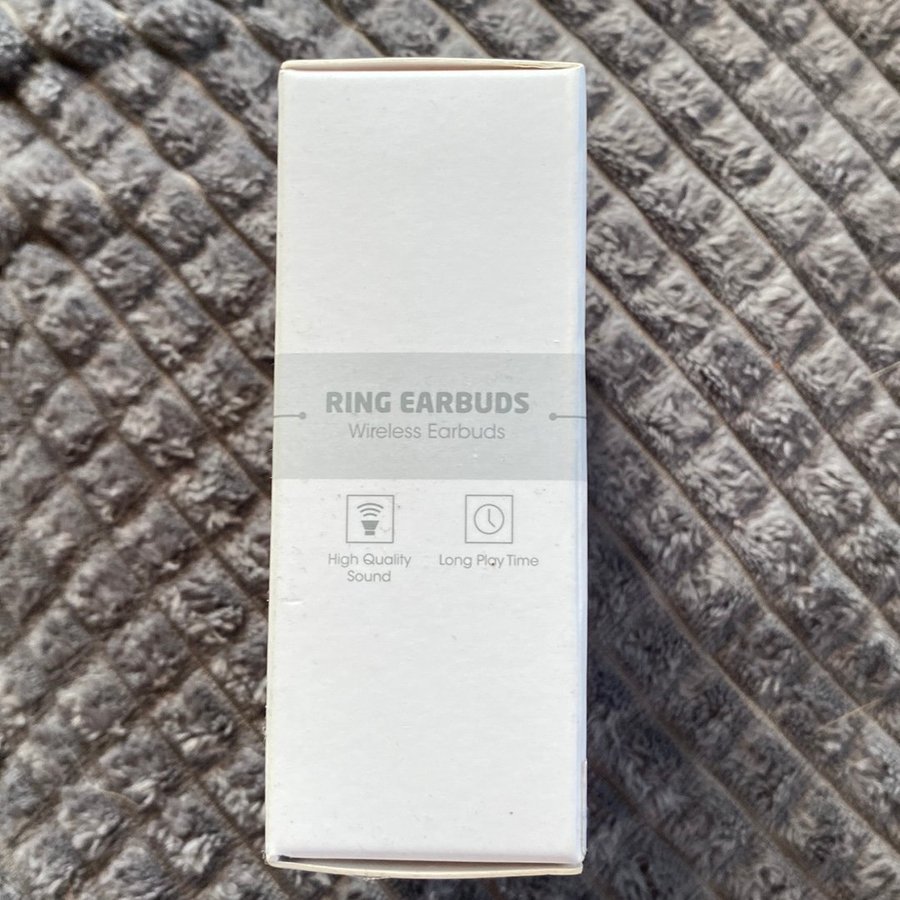 RING EARBUDS
Wireless Earbuds
High Quality
Sound
Long Play Time